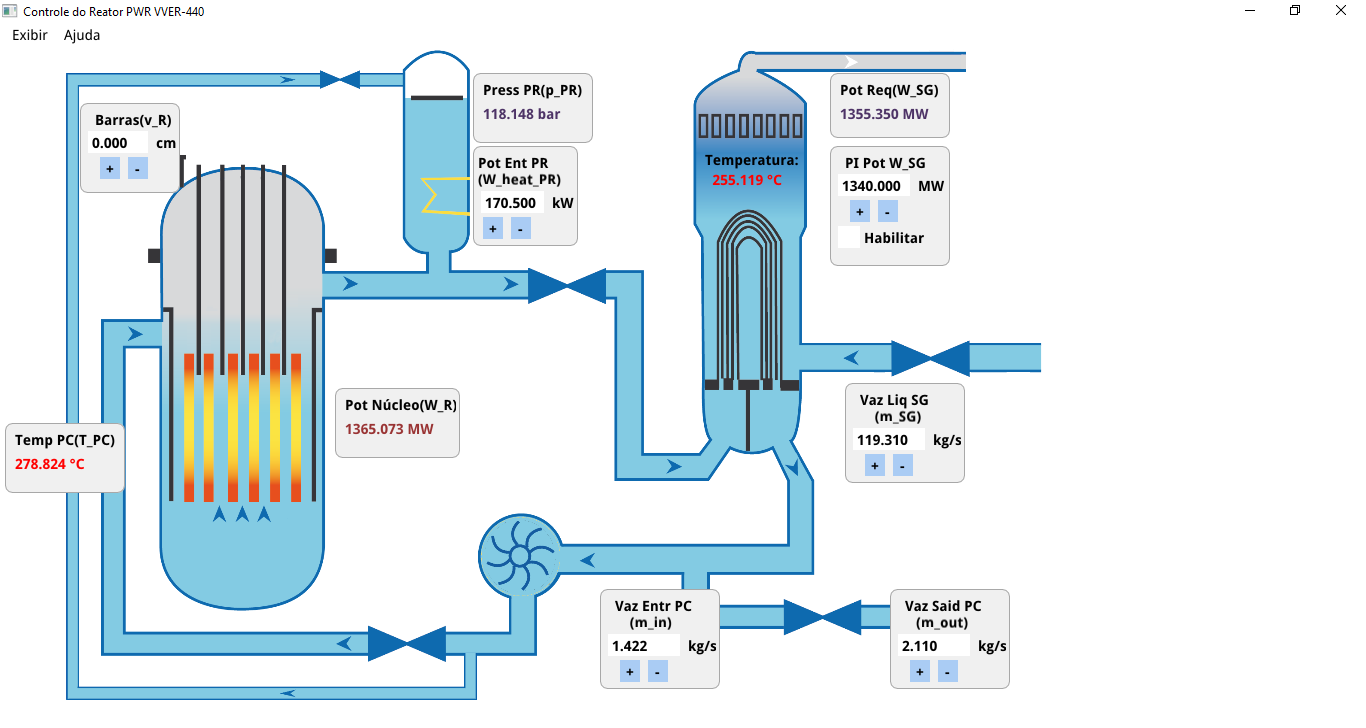 Controle do Reator PWR VVER-440
Exibir Ajuda
Barras(v_R)
0.000 cm
+ -
Press PR(p_PR)
118.148 bar
Pot Ent PR
(W_heat_PR)
170.500 kW
+ -
Temperatura:
255.119 °C
Pot Req(W_SG)
1355.350 MW
PI Pot W_SG
1340.000 MW
+ -
Habilitar
Temp PC(T_PC)
278.824 °C
Pot Núcleo(W_R)
1365.073 MW
Vaz Liq SG
(m_SG)
119.310 kg/s
+ -
Vaz Entr PC
(m_in)
1.422 kg/s
+ -
Vaz Said PC
(m_out)
2.110 kg/s
+ -